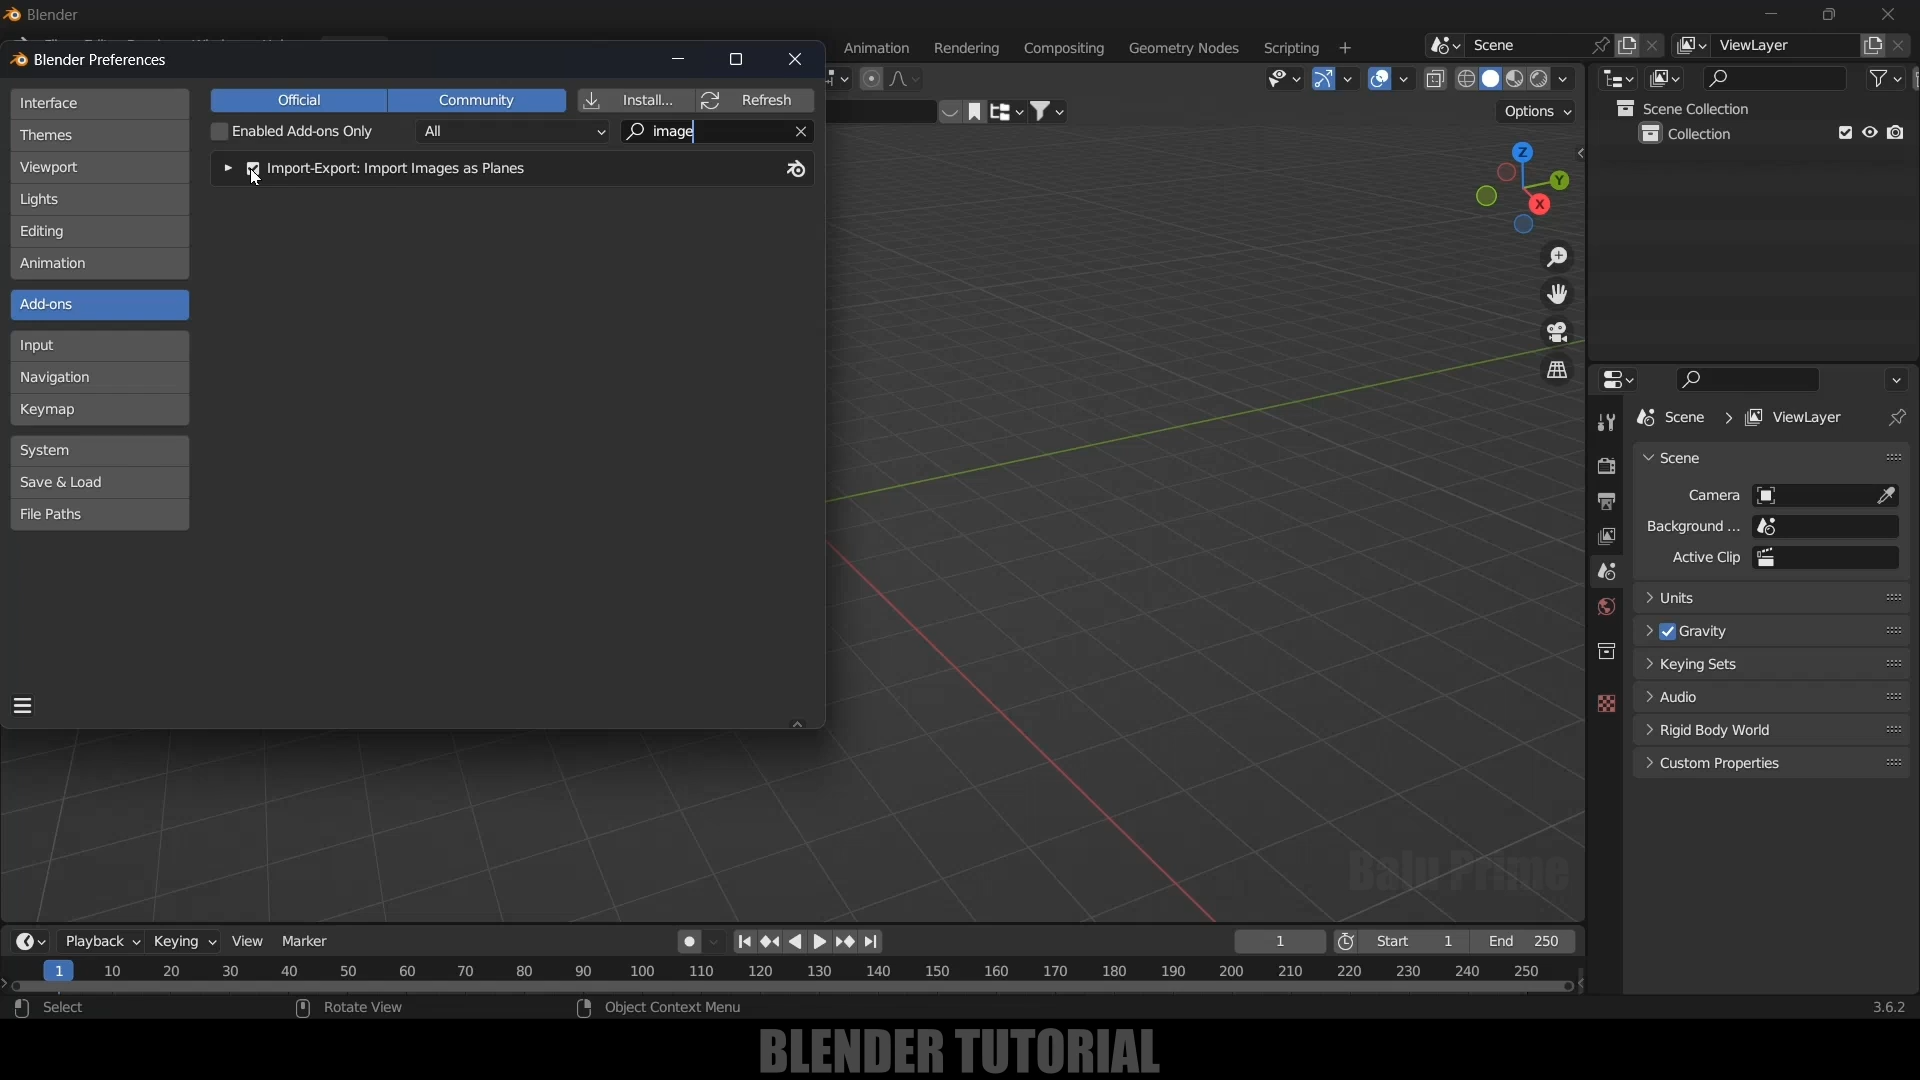 Blender
Blender Preferences
Animation Rendering Compositing Geometry Nodes Scripting +
Scene
ViewLayer
Interface
Themes
Viewport
Lights
Editing
Animation
Add-ons
Input
Navigation
Keymap
System
Save & Load
File Paths
Official Community Install... Refresh
Enabled Add-ons Only All image
Import-Export: Import Images as Planes
Options
Z
Y
X
Scene Collection
Collection
Scene > ViewLayer
Scene
Camera
Background ...
Active Clip
Units
Gravity
Keying Sets
Audio
Rigid Body World
Custom Properties
Balu Prime
Playback Keying View Marker
1 Start 1 End 250
1 10 20 30 40 50 60 70 80 90 100 110 120 130 140 150 160 170 180 190 200 210 220 230 240 250
Select Rotate View Object Context Menu 3.6.2
BLENDER TUTORIAL